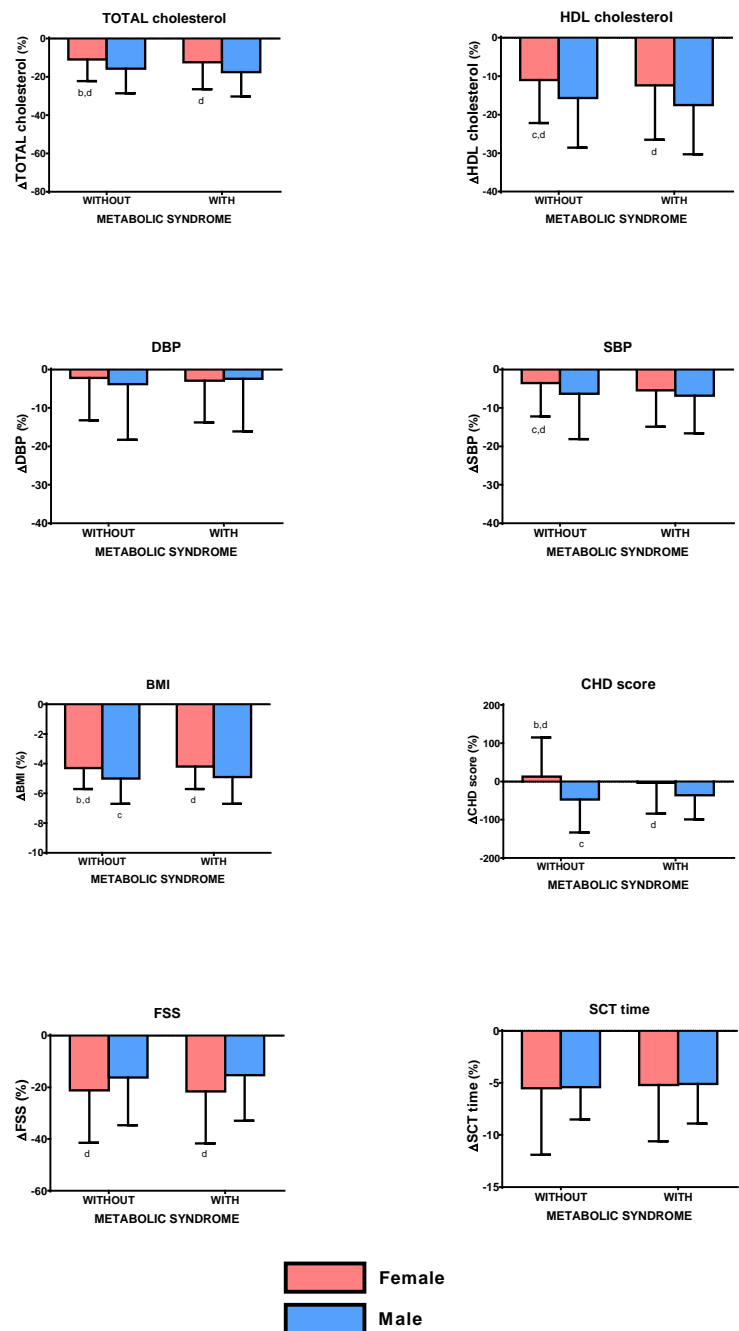 TOTAL cholesterol
ΔTOTAL cholesterol (%)
0
-20
-40
-60
-80
b,d
d
WITHOUT
WITH
METABOLIC SYNDROME
HDL cholesterol
ΔHDL cholesterol (%)
0
-10
-20
-30
-40
c,d
d
WITHOUT
WITH
METABOLIC SYNDROME
DBP
ΔDBP (%)
0
-10
-20
-30
-40
WITHOUT
WITH
METABOLIC SYNDROME
SBP
ΔSBP (%)
0
-10
-20
-30
-40
c,d
WITHOUT
WITH
METABOLIC SYNDROME
BMI
ΔBMI (%)
0
-2
-4
-6
-8
-10
b,d
c
d
WITHOUT
WITH
METABOLIC SYNDROME
CHD score
ΔCHD score (%)
200
100
0
-100
-200
b,d
c
d
WITHOUT
WITH
METABOLIC SYNDROME
FSS
ΔFSS (%)
0
-20
-40
-60
d
d
WITHOUT
WITH
METABOLIC SYNDROME
SCT time
ΔSCT time (%)
0
-5
-10
-15
WITHOUT
WITH
METABOLIC SYNDROME
Female
Male